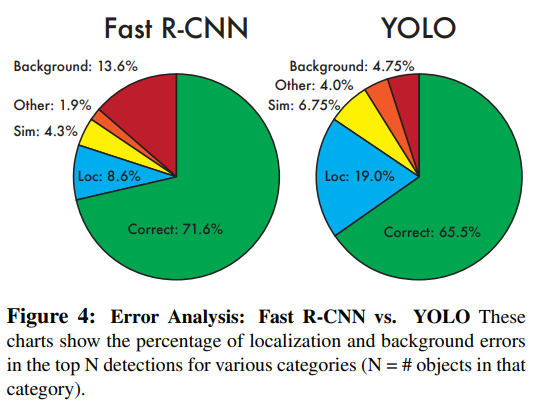 Fast R-CNN
YOLO
Background: 13.6%
Other: 1.9%
Sim: 4.3%
Loc: 8.6%
Correct: 71.6%
Background: 4.75%
Other: 4.0%
Sim: 6.75%
Loc: 19.0%
Correct: 65.5%
Figure 4: Error Analysis: Fast R-CNN vs. YOLO These
charts show the percentage of localization and background errors
in the top N detections for various categories (N = # objects in that
category).